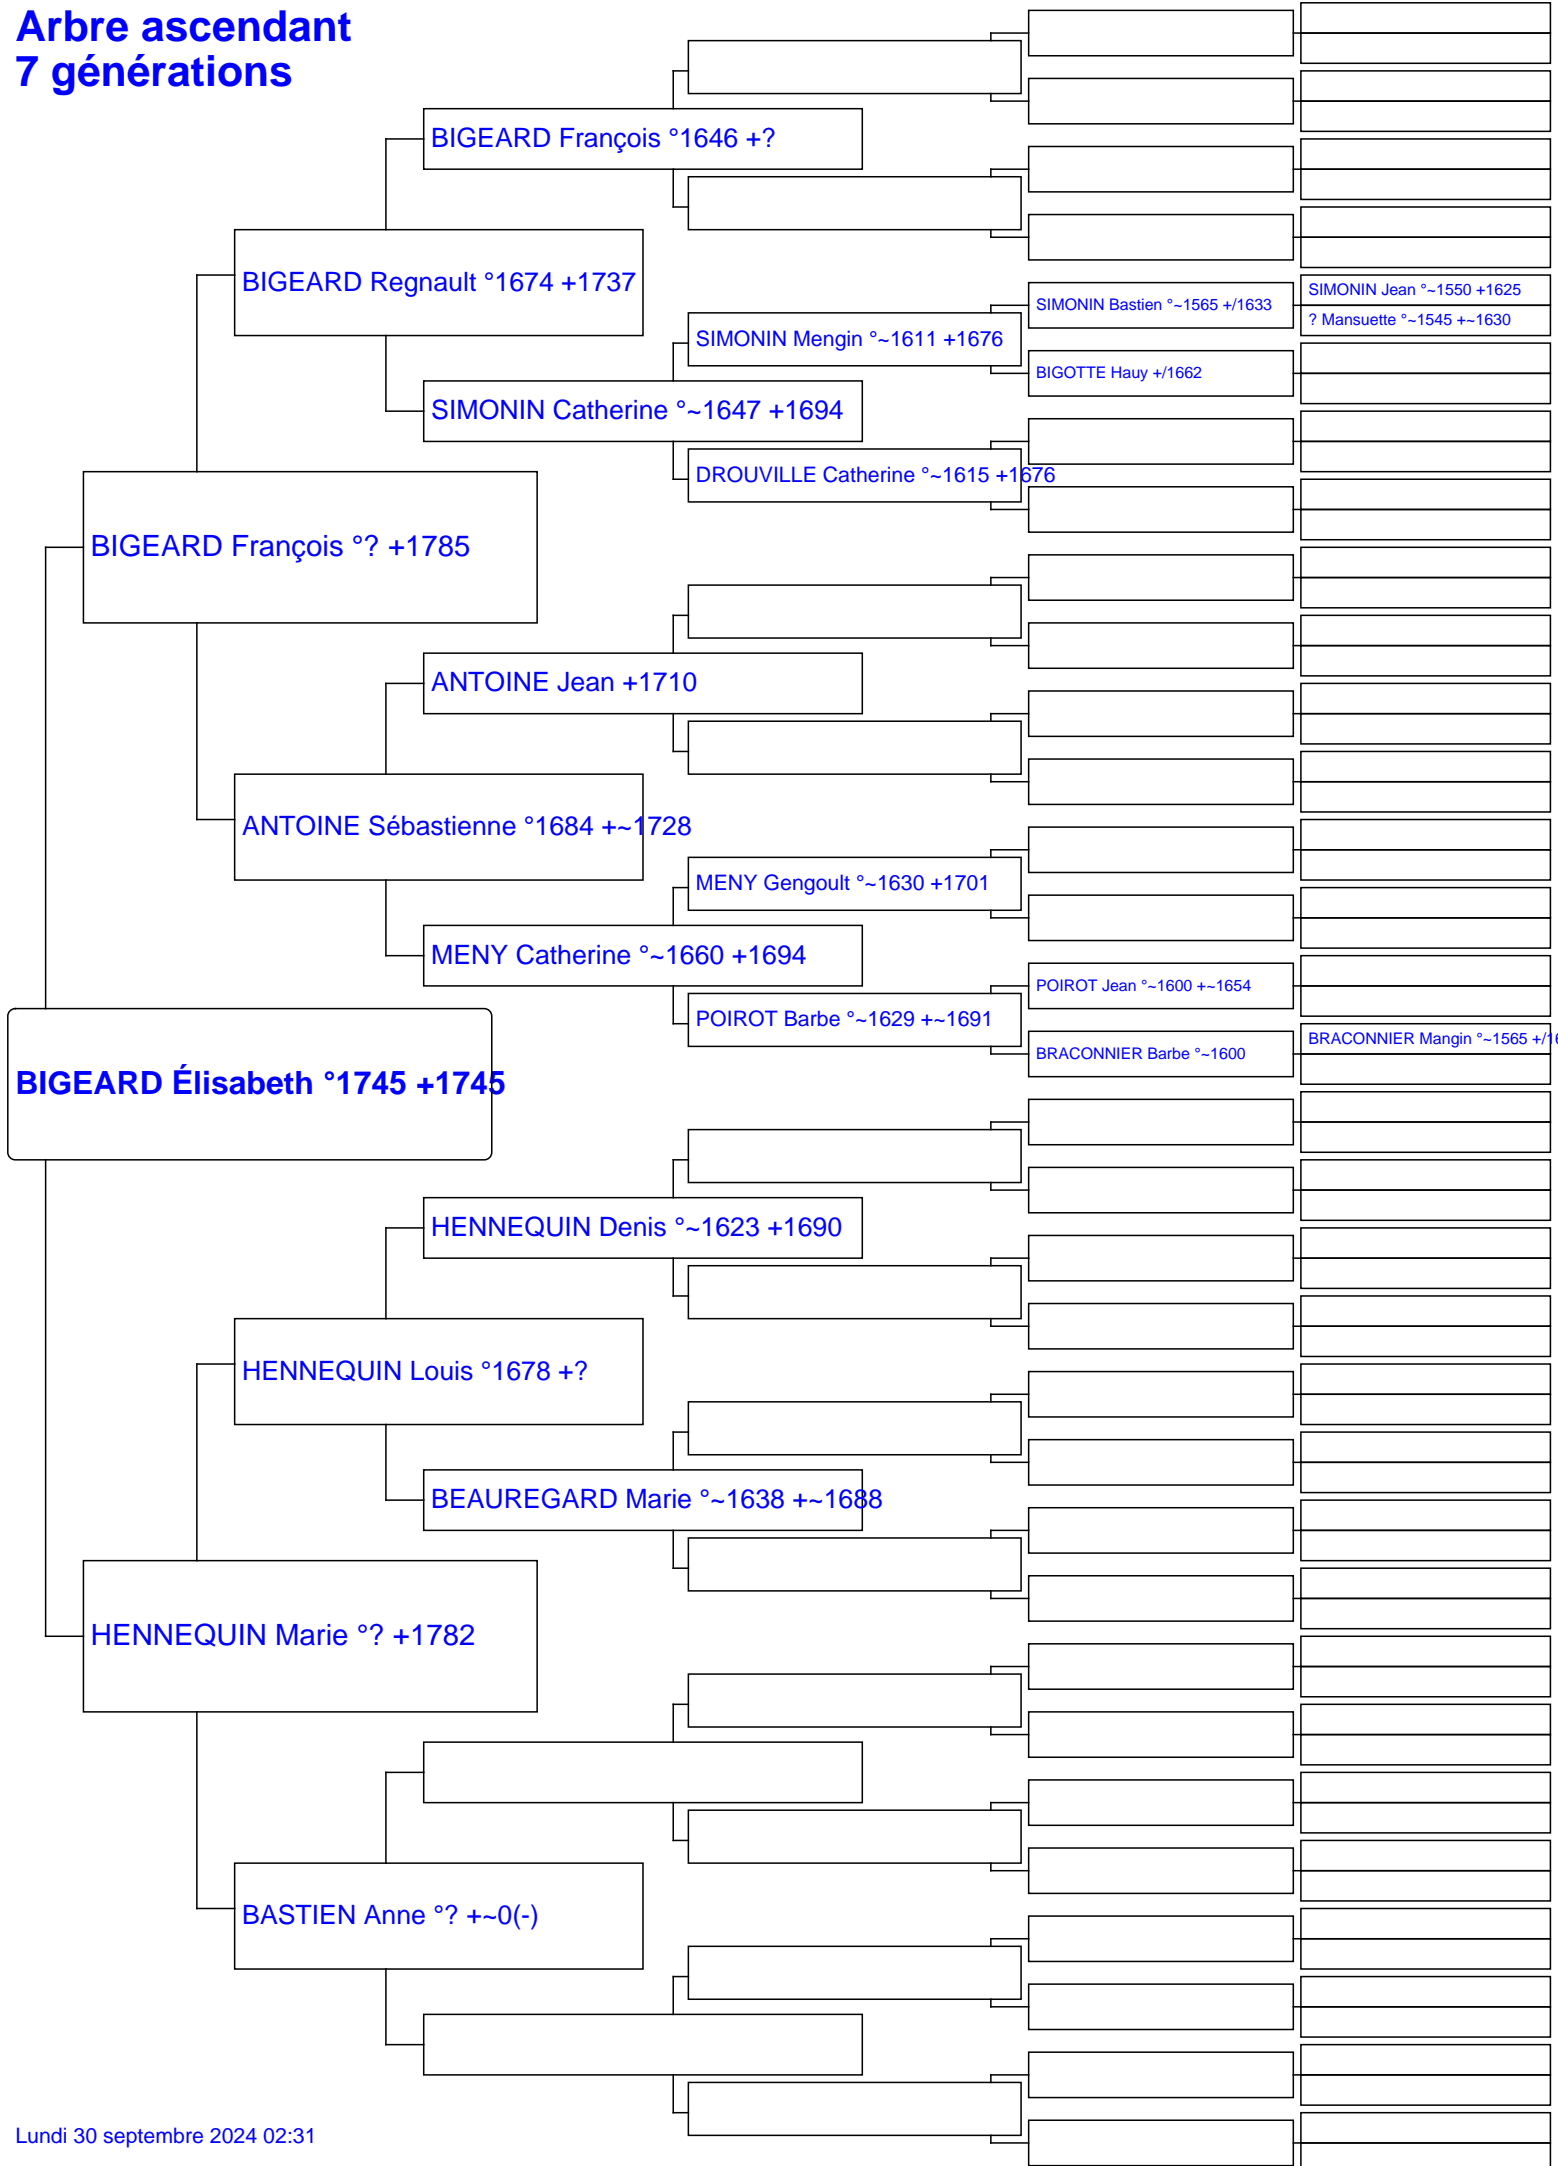 Arbre ascendant
7 générations
BIGEARD François °1646 +?
BIGEARD Regnault °1674 +1737
SIMONIN Jean °~1550 +1625
SIMONIN Bastien °~1565 +/1633
? Mansuette °~1545 +~1630
SIMONIN Mengin °~1611 +1676
BIGOTTE Hauy +/1662
SIMONIN Catherine °~1647 +1694
DROUVILLE Catherine °~1615 +1676
BIGEARD François °? +1785
ANTOINE Jean +1710
ANTOINE Sébastienne °1684 +~1728
MENY Gengoult °~1630 +1701
MENY Catherine °~1660 +1694
POIROT Jean °~1600 +~1654
POIROT Barbe °~1629 +~1691
BRACONNIER Mangin °~1565 +/1
BRACONNIER Barbe °~1600
BIGEARD Élisabeth °1745 +1745
HENNEQUIN Denis °~1623 +1690
HENNEQUIN Louis °1678 +?
BEAUREGARD Marie °~1638 +~1688
HENNEQUIN Marie °? +1782
BASTIEN Anne °? +~0(-)
Lundi 30 septembre 2024 02:31